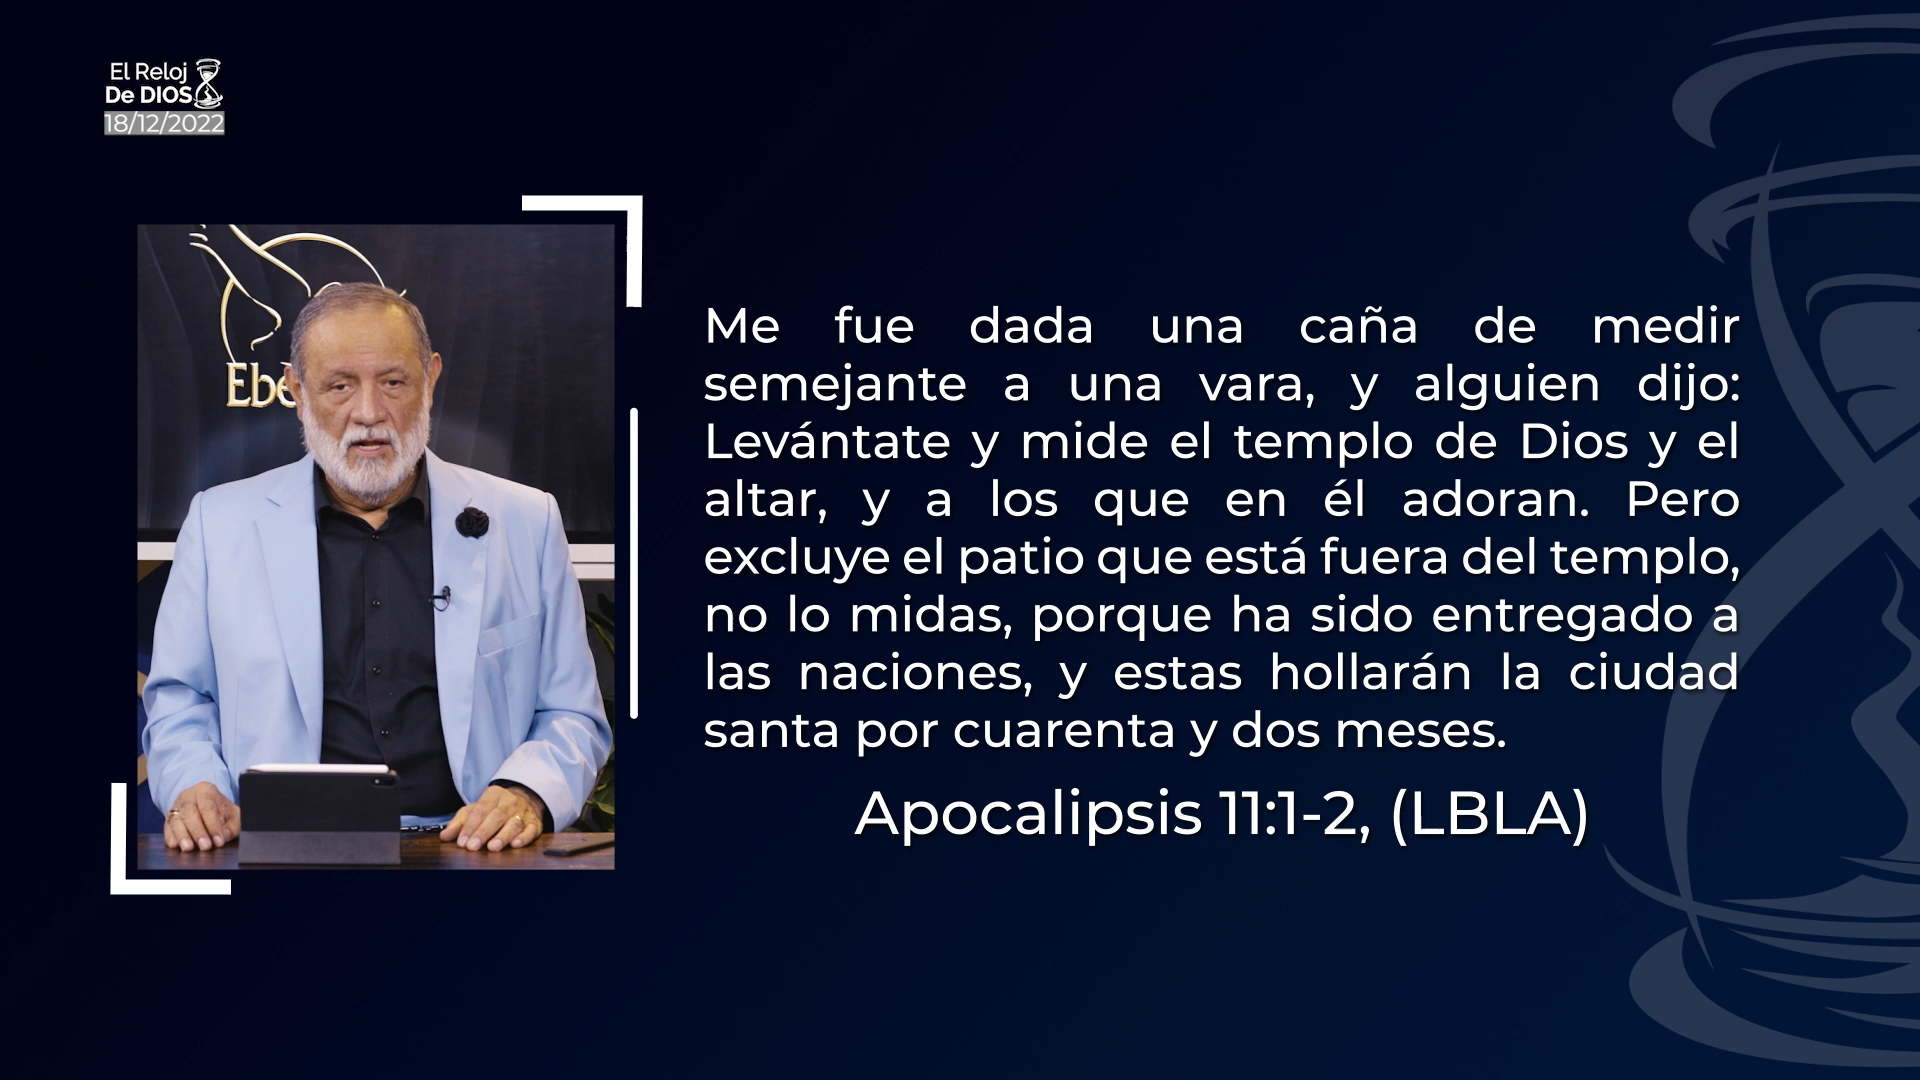 El Reloj
De DIOS
18/12/2022
Me fue dada una caña de medir
semejante a una vara, y alguien dijo:
Levántate y mide el templo de Dios y el
altar, y a los que en él adoran. Pero
excluye el patio que está fuera del templo,
no lo midas, porque ha sido entregado a
las naciones, y estas hollarán la ciudad
santa por cuarenta y dos meses.
Apocalipsis 11:1-2, (LBLA)